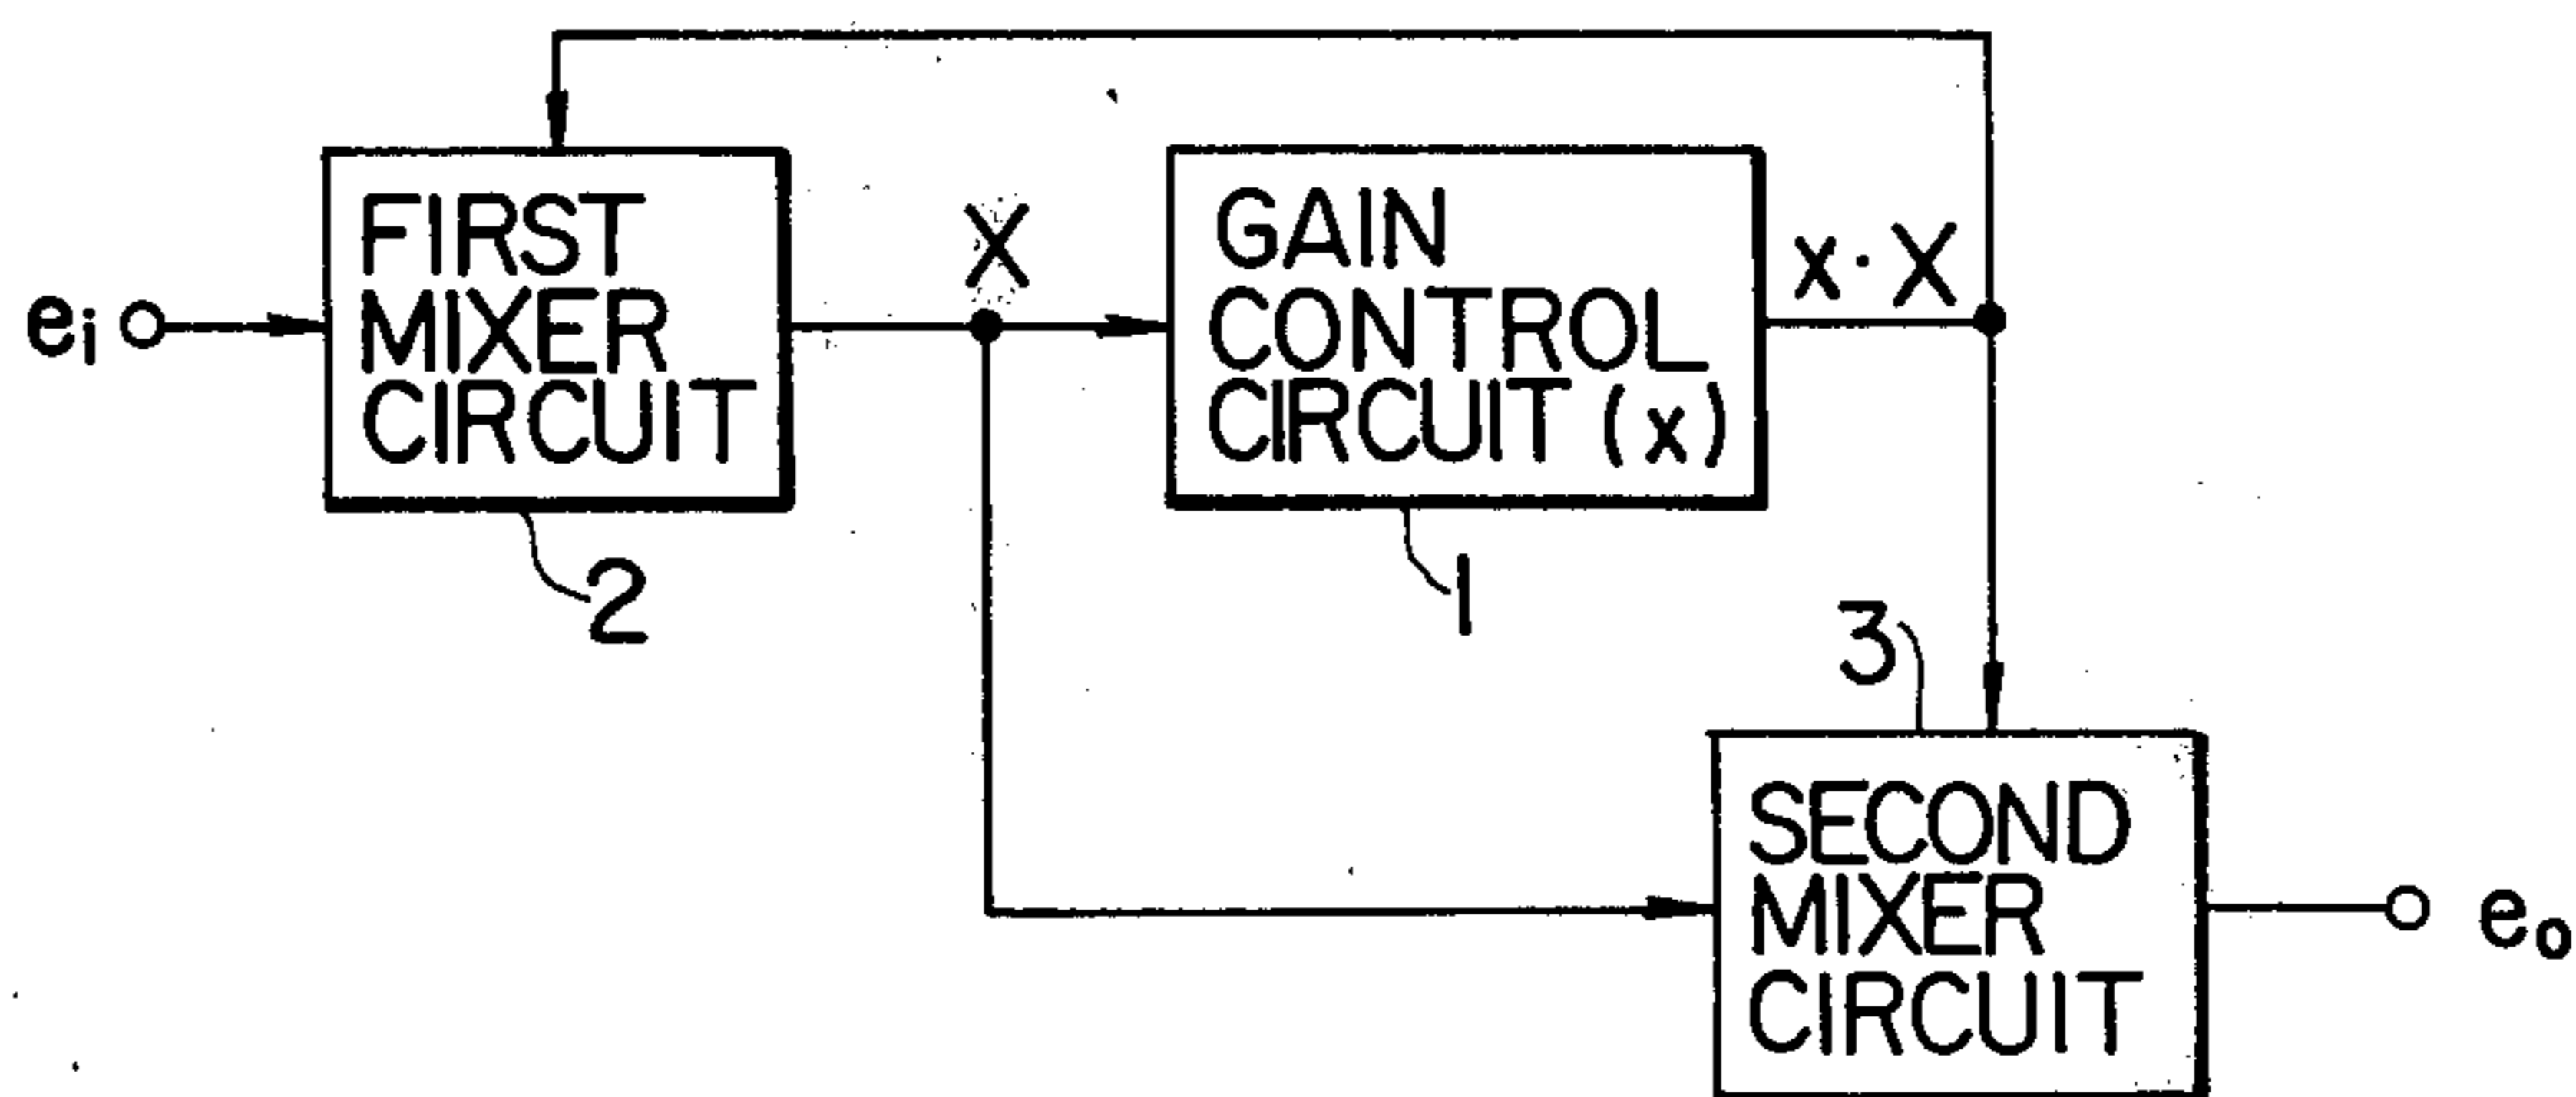 FIRST
MIXER
CIRCUIT
GAIN
CONTROL
CIRCUIT (x)
X
x · X
ei
2
1
3
SECOND
MIXER
CIRCUIT
eo